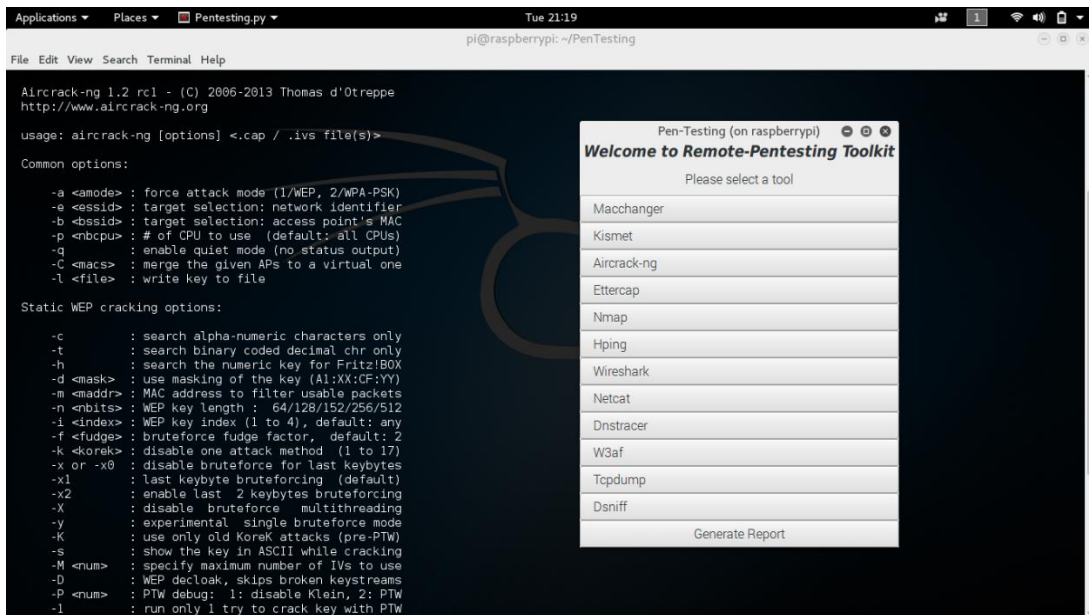 Applications Places Pentesting.py Tue 21:19 1
pi@raspberrypi: ~/PenTesting
File Edit View Search Terminal Help
Aircrack-ng 1.2 rc1 - (C) 2006-2013 Thomas d'Otreppe
http://www.aircrack-ng.org
usage: aircrack-ng [options] <.cap / .ivs file(s)>
Common options:
-a <amode> : force attack mode (1/WEP, 2/WPA-PSK)
-e <essid> : target selection: network identifier
-b <bssid> : target selection: access point's MAC
-p <nbcpu> : # of CPU to use (default: all CPUs)
-q : enable quiet mode (no status output)
-C <macs> : merge the given APs to a virtual one
-l <file> : write key to file
Static WEP cracking options:
-c : search alpha-numeric characters only
-t : search binary coded decimal chr only
-h : search the numeric key for Fritz!BOX
-d <mask> : use masking of the key (A1:XX:CF:YY)
-m <maddr> : MAC address to filter usable packets
-n <nbits> : WEP key length : 64/128/152/256/512
-i <index> : WEP key index (1 to 4), default: any
-f <fudge> : bruteforce fudge factor, default: 2
-k <korek> : disable one attack method (1 to 17)
-x or -x0 : disable bruteforce for last keybytes
-x1 : last keybyte bruteforcing (default)
-x2 : enable last 2 keybytes bruteforcing
-X : disable bruteforce multithreading
-y : experimental single bruteforce mode
-K : use only old KoreK attacks (pre-PTW)
-s : show the key in ASCII while cracking
-M <num> : specify maximum number of IVs to use
-D : WEP decloak, skips broken keystreams
-P <num> : PTW debug: 1: disable Klein, 2: PTW
-1 : run only 1 try to crack key with PTW
Pen-Testing (on raspberrypi)
Welcome to Remote-Pentesting Toolkit
Please select a tool
Macchanger
Kismet
Aircrack-ng
Ettercap
Nmap
Hping
Wireshark
Netcat
Dnstracer
W3af
Tcpdump
Dsniff
Generate Report